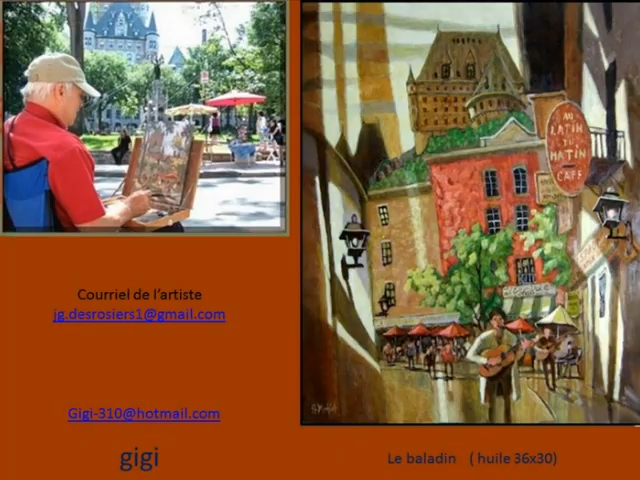 Courriel de l'artiste
jg.desrosiers1@gmail.com
Gigi-310@hotmail.com
gigi
AU
LATIN
DU
MATIN
CAFE
Le baladin ( huile 36x30)